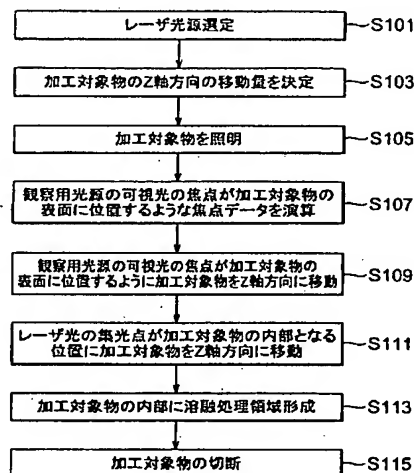 レーザ光源選定
S101
加工対象物のZ軸方向の移動量を決定
S103
加工対象物を照明
S105
観察用光源の可視光の焦点が加工対象物の
表面に位置するような焦点データを演算
S107
観察用光源の可視光の焦点が加工対象物の
表面に位置するように加工対象物をZ軸方向に移動
S109
レーザ光の集光点が加工対象物の内部となる
位置に加工対象物をZ軸方向に移動
S111
加工対象物の内部に溶融処理領域形成
S113
加工対象物の切断
S115